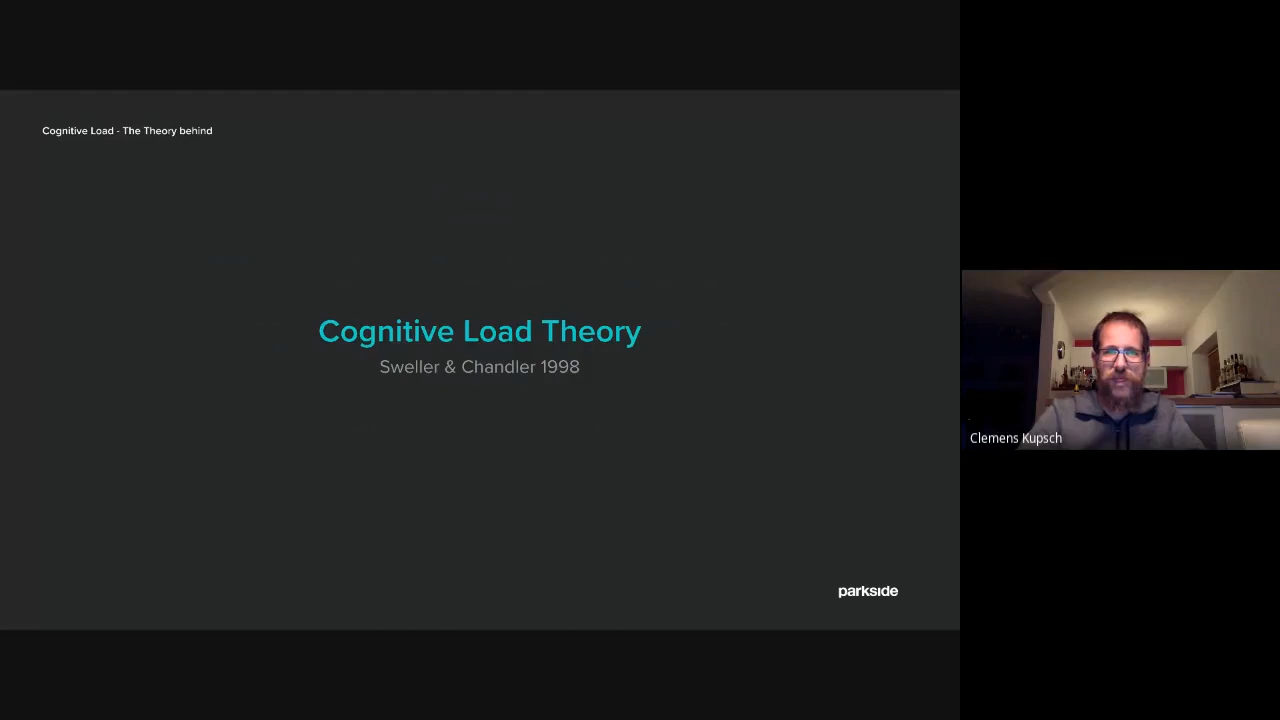 Cognitive Load - The Theory behind
Cognitive Load Theory
Sweller & Chandler 1998
parkside
Clemens Kupsch